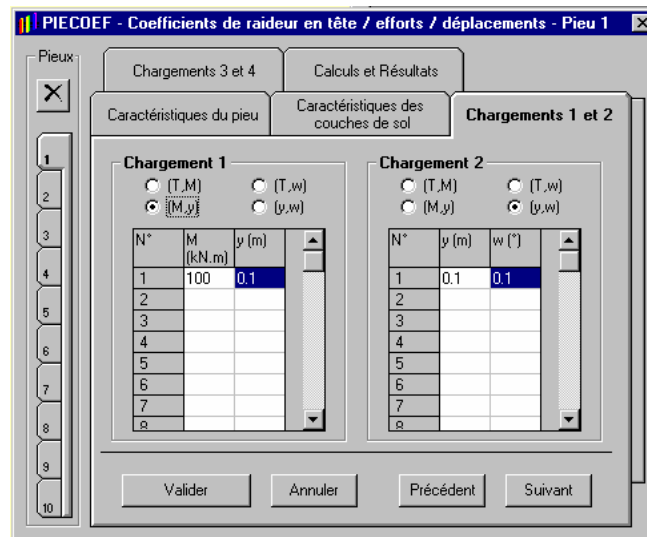 PIECOEF - Coefficients de raideur en tête / efforts / déplacements - Pieu 1
Pieux
Chargements 3 et 4
Calculs et Résultats
Caractéristiques du pieu
Caractéristiques des
couches de sol
Chargements 1 et 2
1
2
3
4
5
6
7
8
9
10
Chargement 1
(T,M)
(T,w)
(M,y)
(y,w)
N° M (kN.m) y (m)
1 100 0.1
2
3
4
5
6
7
8
Chargement 2
(T,M)
(T,w)
(M,y)
(y,w)
N° y (m) w (°)
1 0.1 0.1
2
3
4
5
6
7
8
Valider
Annuler
Précédent
Suivant